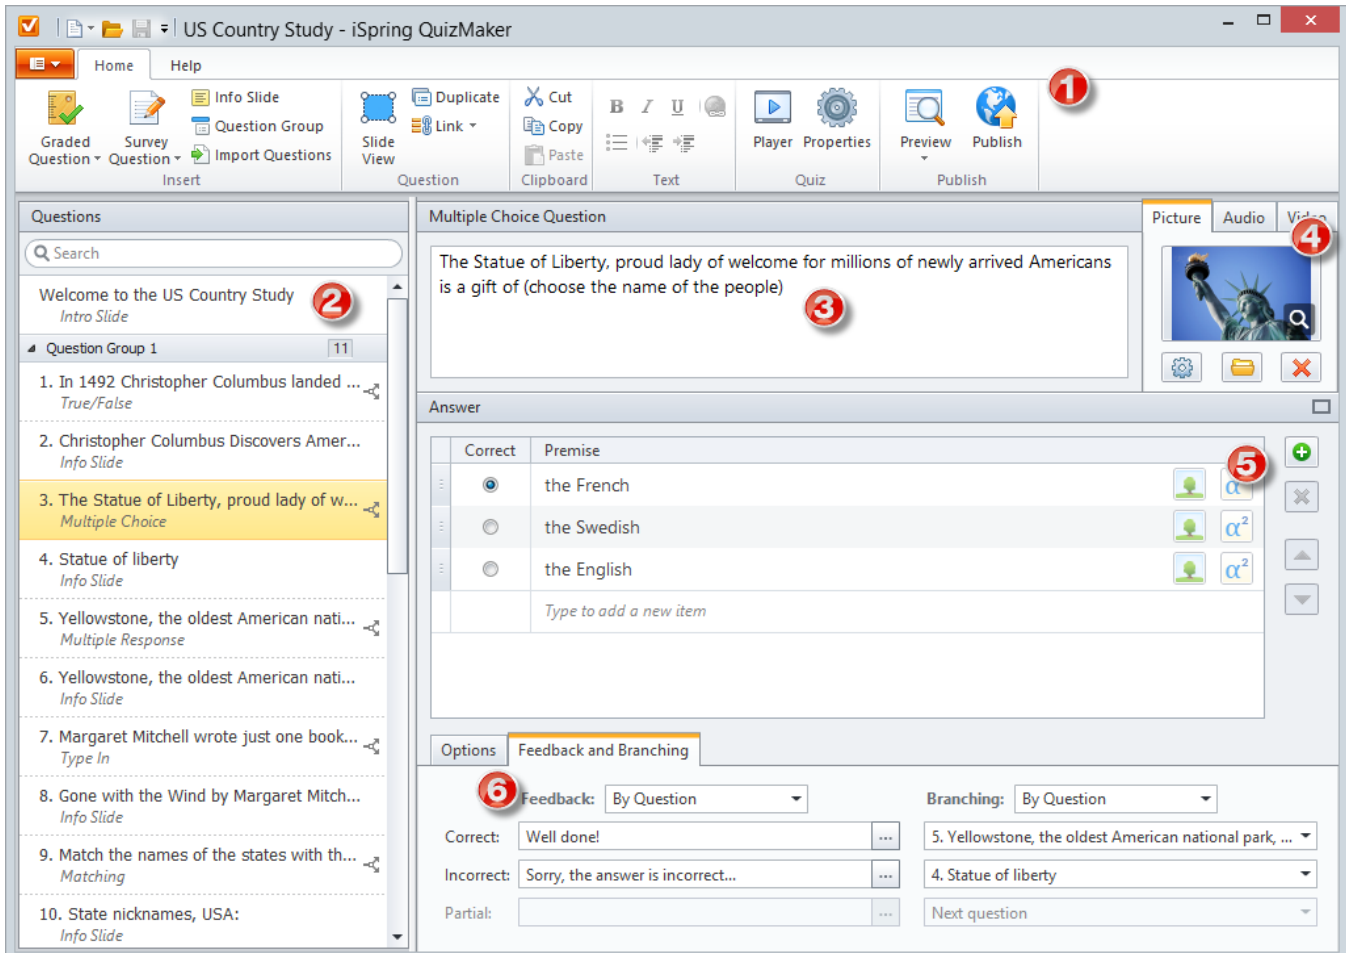 US Country Study - iSpring QuizMaker
Home Help
1
Graded Question
Survey Question
Info Slide
Question Group
Import Questions
Insert
Slide View
Duplicate
Link
Question
Cut
Copy
Paste
Clipboard
B I U
Text
Player Properties
Quiz
Preview Publish
Publish
Questions
Search
Welcome to the US Country Study
Intro Slide
2
Question Group 1 11
1. In 1492 Christopher Columbus landed ...
True/False
2. Christopher Columbus Discovers Amer...
Info Slide
3. The Statue of Liberty, proud lady of w...
Multiple Choice
4. Statue of liberty
Info Slide
5. Yellowstone, the oldest American nati...
Multiple Response
6. Yellowstone, the oldest American nati...
Info Slide
7. Margaret Mitchell wrote just one book...
Type In
8. Gone with the Wind by Margaret Mitch...
Info Slide
9. Match the names of the states with th...
Matching
10. State nicknames, USA:
Info Slide
Multiple Choice Question
The Statue of Liberty, proud lady of welcome for millions of newly arrived Americans
is a gift of (choose the name of the people)
3
Picture Audio Video
4
Answer
Correct Premise
5
the French α
the Swedish α²
the English α²
Type to add a new item
Options Feedback and Branching
6
Feedback: By Question Branching: By Question
Correct: Well done! ... 5. Yellowstone, the oldest American national park, ...
Incorrect: Sorry, the answer is incorrect... ... 4. Statue of liberty
Partial: ... Next question